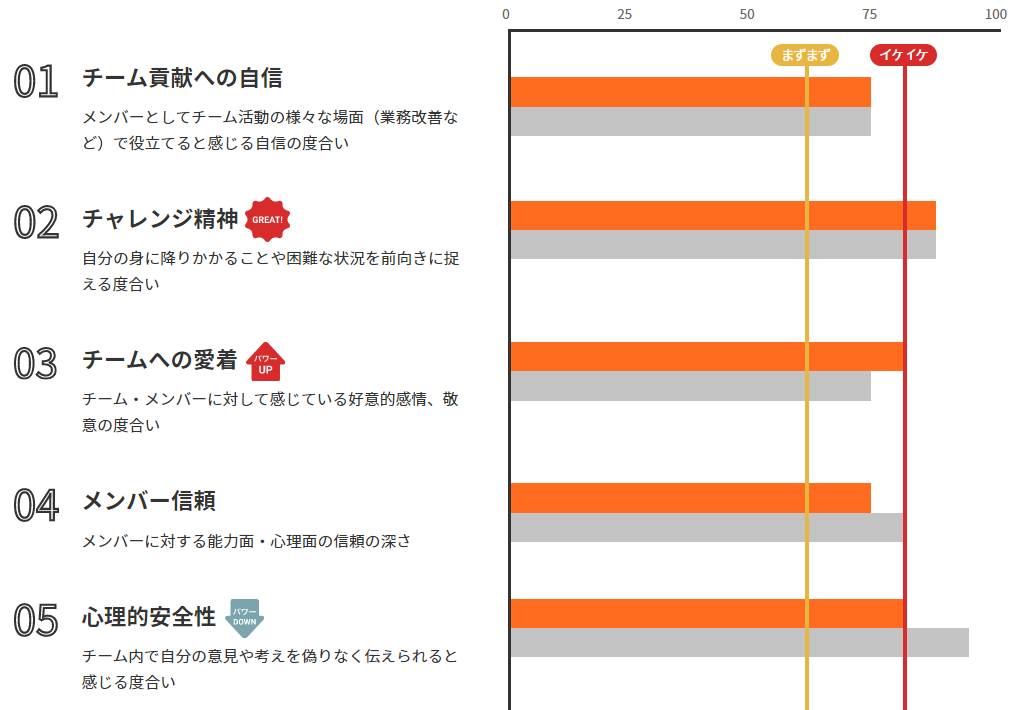 0 25 50 75 100
まずまず イケイケ
01 チーム貢献への自信
メンバーとしてチーム活動の様々な場面（業務改善な
ど）で役立てると感じる自信の度合い
02 チャレンジ精神 GREAT!
自分の身に降りかかることや困難な状況を前向きに捉
える度合い
03 チームへの愛着 パワー
UP
チーム・メンバーに対して感じている好意的感情、敬
意の度合い
04 メンバー信頼
メンバーに対する能力面・心理面の信頼の深さ
05 心理的安全性 パワー
DOWN
チーム内で自分の意見や考えを偽りなく伝えられると
感じる度合い